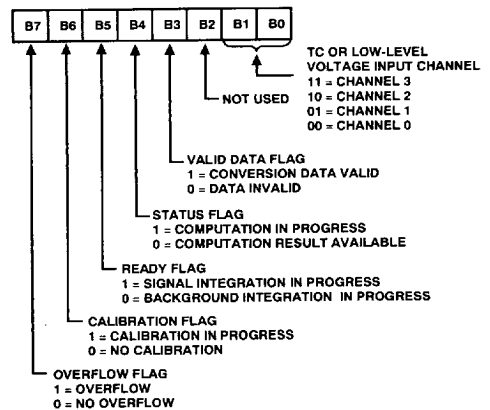 B7 B6 B5 B4 B3 B2 B1 B0
TC OR LOW-LEVEL
VOLTAGE INPUT CHANNEL
11 = CHANNEL 3
10 = CHANNEL 2
01 = CHANNEL 1
00 = CHANNEL 0
NOT USED
VALID DATA FLAG
1 = CONVERSION DATA VALID
0 = DATA INVALID
STATUS FLAG
1 = COMPUTATION IN PROGRESS
0 = COMPUTATION RESULT AVAILABLE
READY FLAG
1 = SIGNAL INTEGRATION IN PROGRESS
0 = BACKGROUND INTEGRATION IN PROGRESS
CALIBRATION FLAG
1 = CALIBRATION IN PROGRESS
0 = NO CALIBRATION
OVERFLOW FLAG
1 = OVERFLOW
0 = NO OVERFLOW